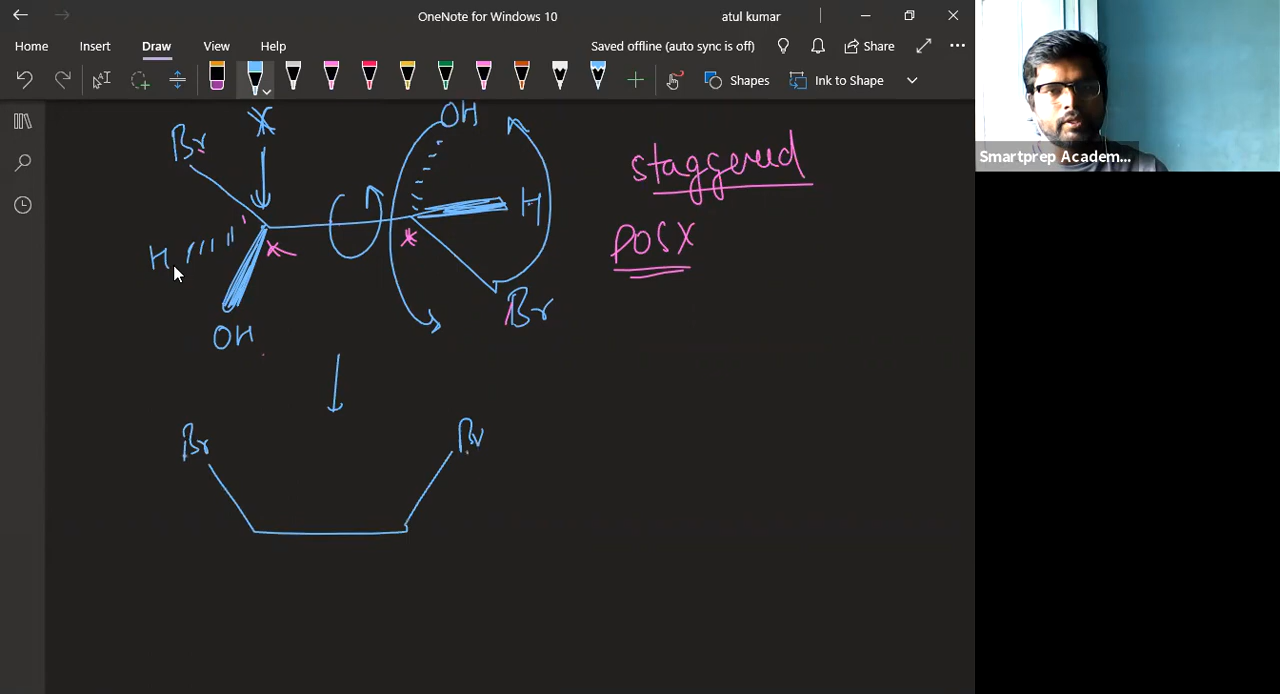 OneNote for Windows 10
atul kumar
Home Insert Draw View Help
Saved offline (auto sync is off)
Share
Shapes
Ink to Shape
Smartprep Academ...
X
OH
Br
staggered
H
H
POSX
Br
OH
Br
Br